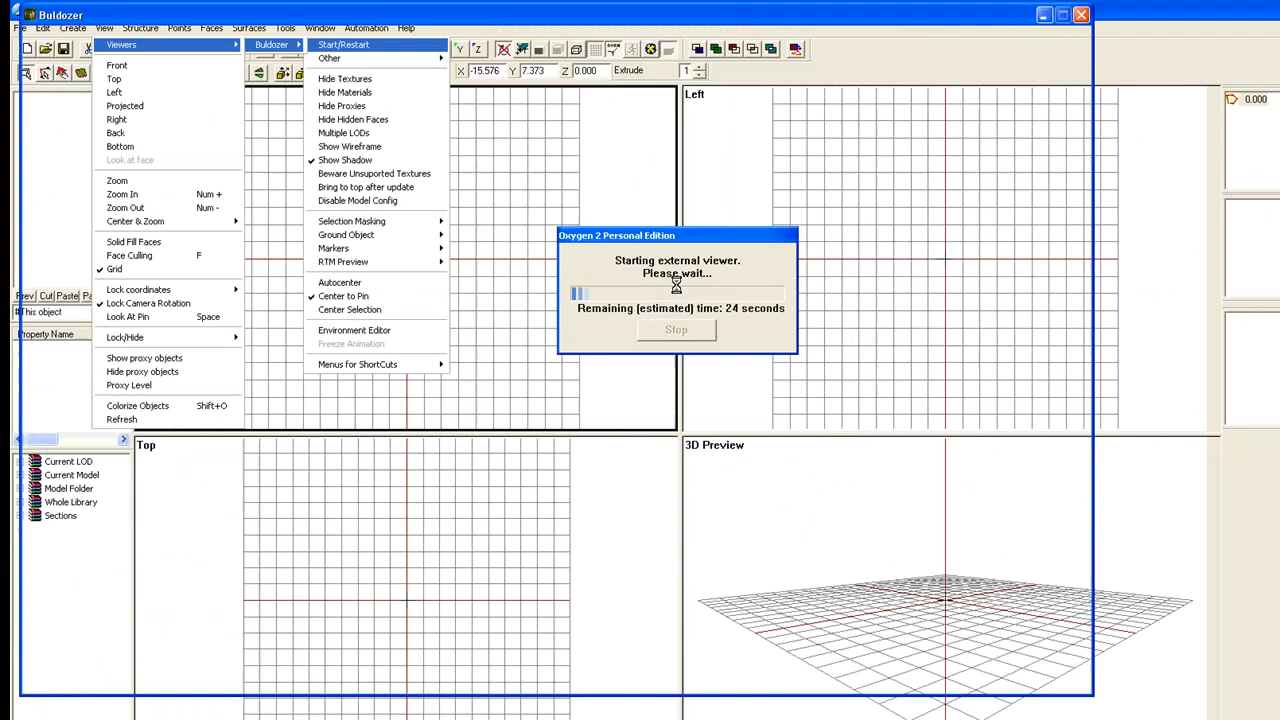 Buldozer
File Edit Create View Structure Points Faces Surfaces Tools Window Automation Help
Viewers
Front
Top
Left
Projected
Right
Back
Bottom
Look at face
Zoom
Zoom In Num +
Zoom Out Num -
Center & Zoom
Solid Fill Faces
Face Culling F
Grid
Lock coordinates
Lock Camera Rotation
Look At Pin Space
Lock/Hide
Show proxy objects
Hide proxy objects
Proxy Level
Colorize Objects Shift+O
Refresh
Buldozer
Start/Restart
Other
Hide Textures
Hide Materials
Hide Proxies
Hide Hidden Faces
Multiple LODs
Show Wireframe
Show Shadow
Beware Unsuported Textures
Bring to top after update
Disable Model Config
Selection Masking
Ground Object
Markers
RTM Preview
Autocenter
Center to Pin
Center Selection
Environment Editor
Freeze Animation
Menus for ShortCuts
Y Z
X -15.576 Y 7.373 Z 0.000 Extrude 1
Left
0.000
Oxygen 2 Personal Edition
Starting external viewer.
Please wait...
Remaining (estimated) time: 24 seconds
Stop
Prev Cut Paste
#This object
Property Name
Current LOD
Current Model
Model Folder
Whole Library
Sections
Top
3D Preview